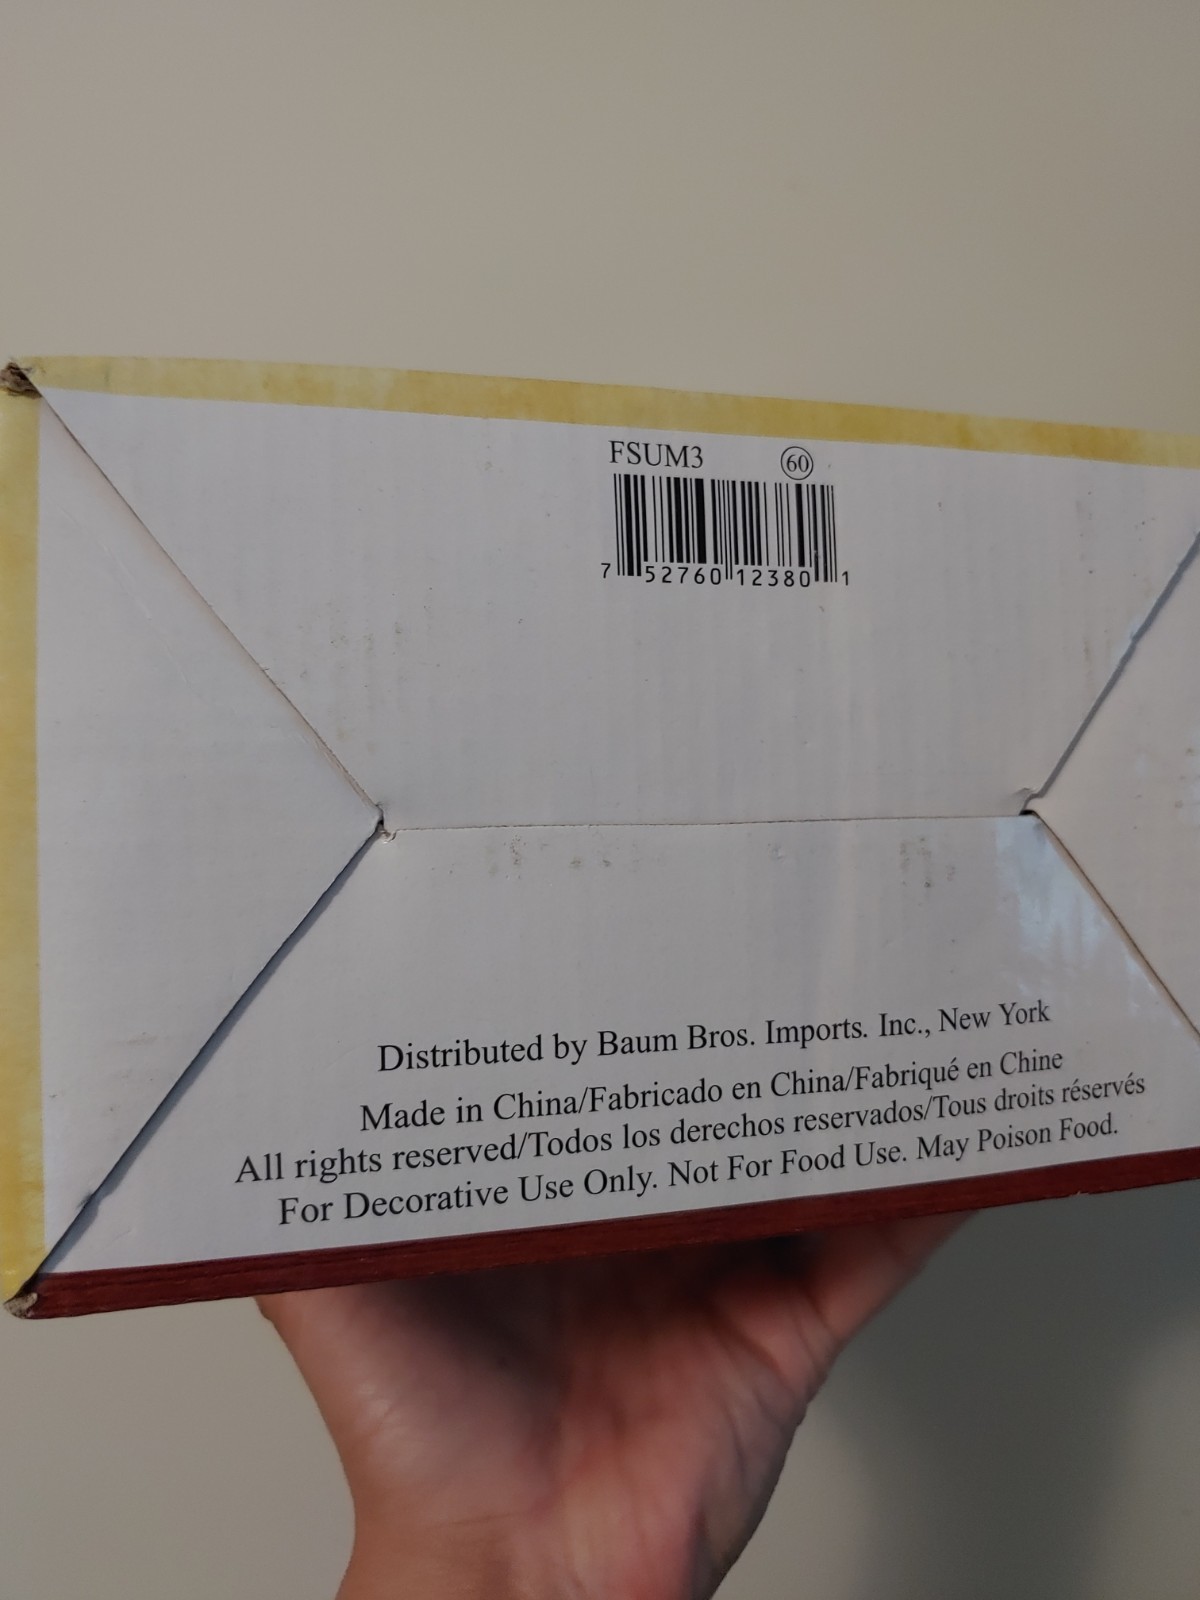 FSUM3 60
7 52760 12380 1
Distributed by Baum Bros. Imports. Inc., New York
Made in China/Fabricado en China/Fabriqué en Chine
All rights reserved/Todos los derechos reservados/Tous droits réservés
For Decorative Use Only. Not For Food Use. May Poison Food.